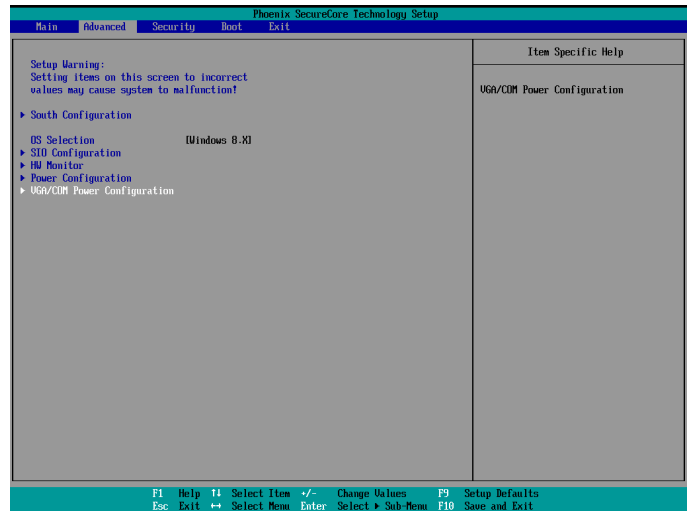 Phoenix SecureCore Technology Setup
Main Advanced Security Boot Exit
Item Specific Help
Setup Warning:
Setting items on this screen to incorrect
values may cause system to malfunction!
VGA/COM Power Configuration
▶ South Configuration
OS Selection [Windows 8.X]
▶ SIO Configuration
▶ HW Monitor
▶ Power Configuration
▶ VGA/COM Power Configuration
F1 Help ↑↓ Select Item +/- Change Values F9 Setup Defaults
Esc Exit ↔ Select Menu Enter Select ▶ Sub-Menu F10 Save and Exit